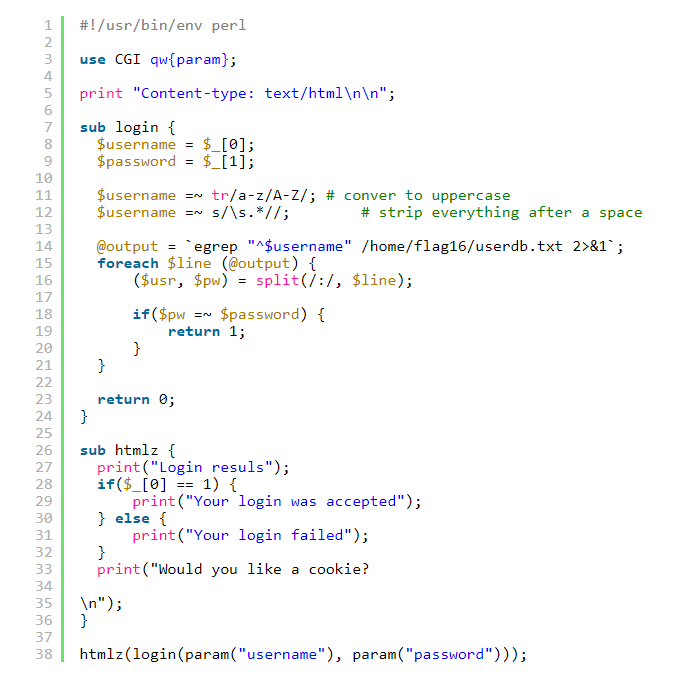 1 #!/usr/bin/env perl
2
3 use CGI qw{param};
4
5 print "Content-type: text/html\n\n";
6
7 sub login {
8   $username = $_[0];
9   $password = $_[1];
10
11   $username =~ tr/a-z/A-Z/; # conver to uppercase
12   $username =~ s/\s.*//;        # strip everything after a space
13
14   @output = `egrep "^$username" /home/flag16/userdb.txt 2>&1`;
15   foreach $line (@output) {
16       ($usr, $pw) = split(/:/, $line);
17
18       if($pw =~ $password) {
19           return 1;
20       }
21   }
22
23   return 0;
24 }
25
26 sub htmlz {
27   print("Login resuls");
28   if($_[0] == 1) {
29       print("Your login was accepted");
30   } else {
31       print("Your login failed");
32   }
33   print("Would you like a cookie?
34
35 \n");
36 }
37
38 htmlz(login(param("username"), param("password")));